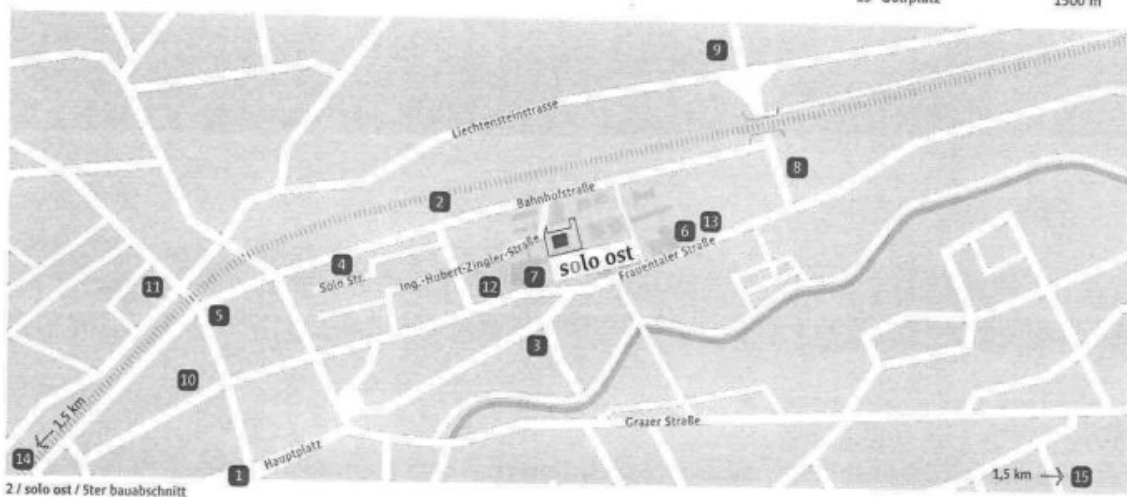 15 Golfplatz 1500 m
9
Liechtensteinstrasse
8
2
Bahnhofstraße
13
6
4
Solo Str.
Ing.-Hubert-Zingler-Straße
solo ost
Frauentaler Straße
7
12
11
5
3
10
1,5 km
14
Hauptplatz
1
Grazer Straße
1,5 km
15
2 / solo ost / 5ter bauabschnitt